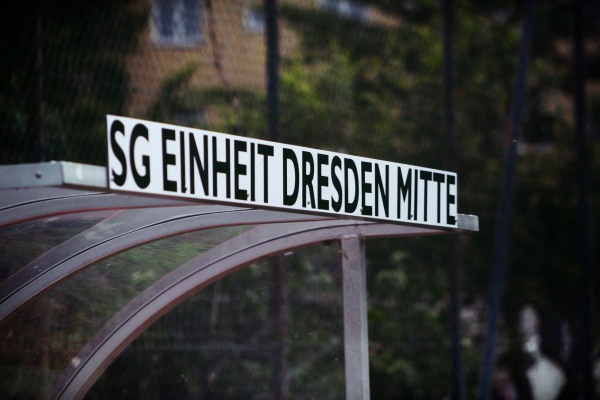 SG EINHEIT DRESDEN MITTE